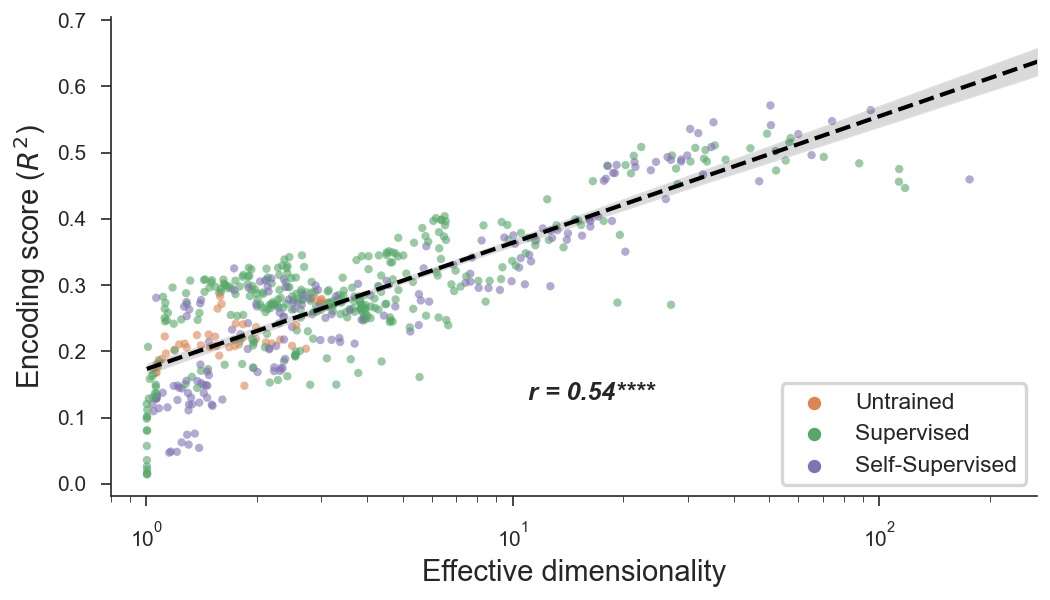 0.7
0.6
0.5
0.4
0.3
0.2
0.1
0.0
Encoding score (R²)
r = 0.54****
Untrained
Supervised
Self-Supervised
10⁰
10¹
10²
Effective dimensionality